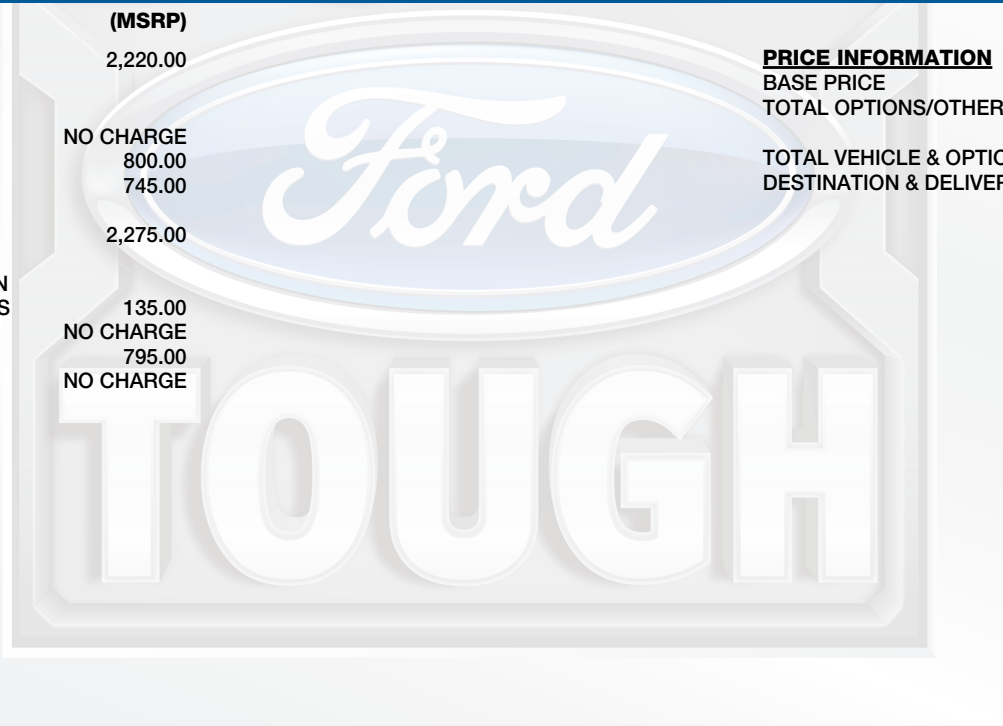 (MSRP)
2,220.00
NO CHARGE
800.00
745.00
2,275.00
N
S 135.00
NO CHARGE
795.00
NO CHARGE
PRICE INFORMATION
BASE PRICE
TOTAL OPTIONS/OTHER
TOTAL VEHICLE & OPTIO
DESTINATION & DELIVER
Ford
TOUGH